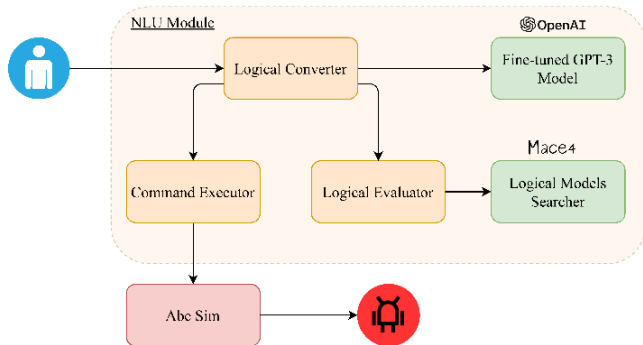 NLU Module
OpenAI
Logical Converter
Fine-tuned GPT-3
Model
Mace4
Command Executor
Logical Evaluator
Logical Models
Searcher
Abc Sim